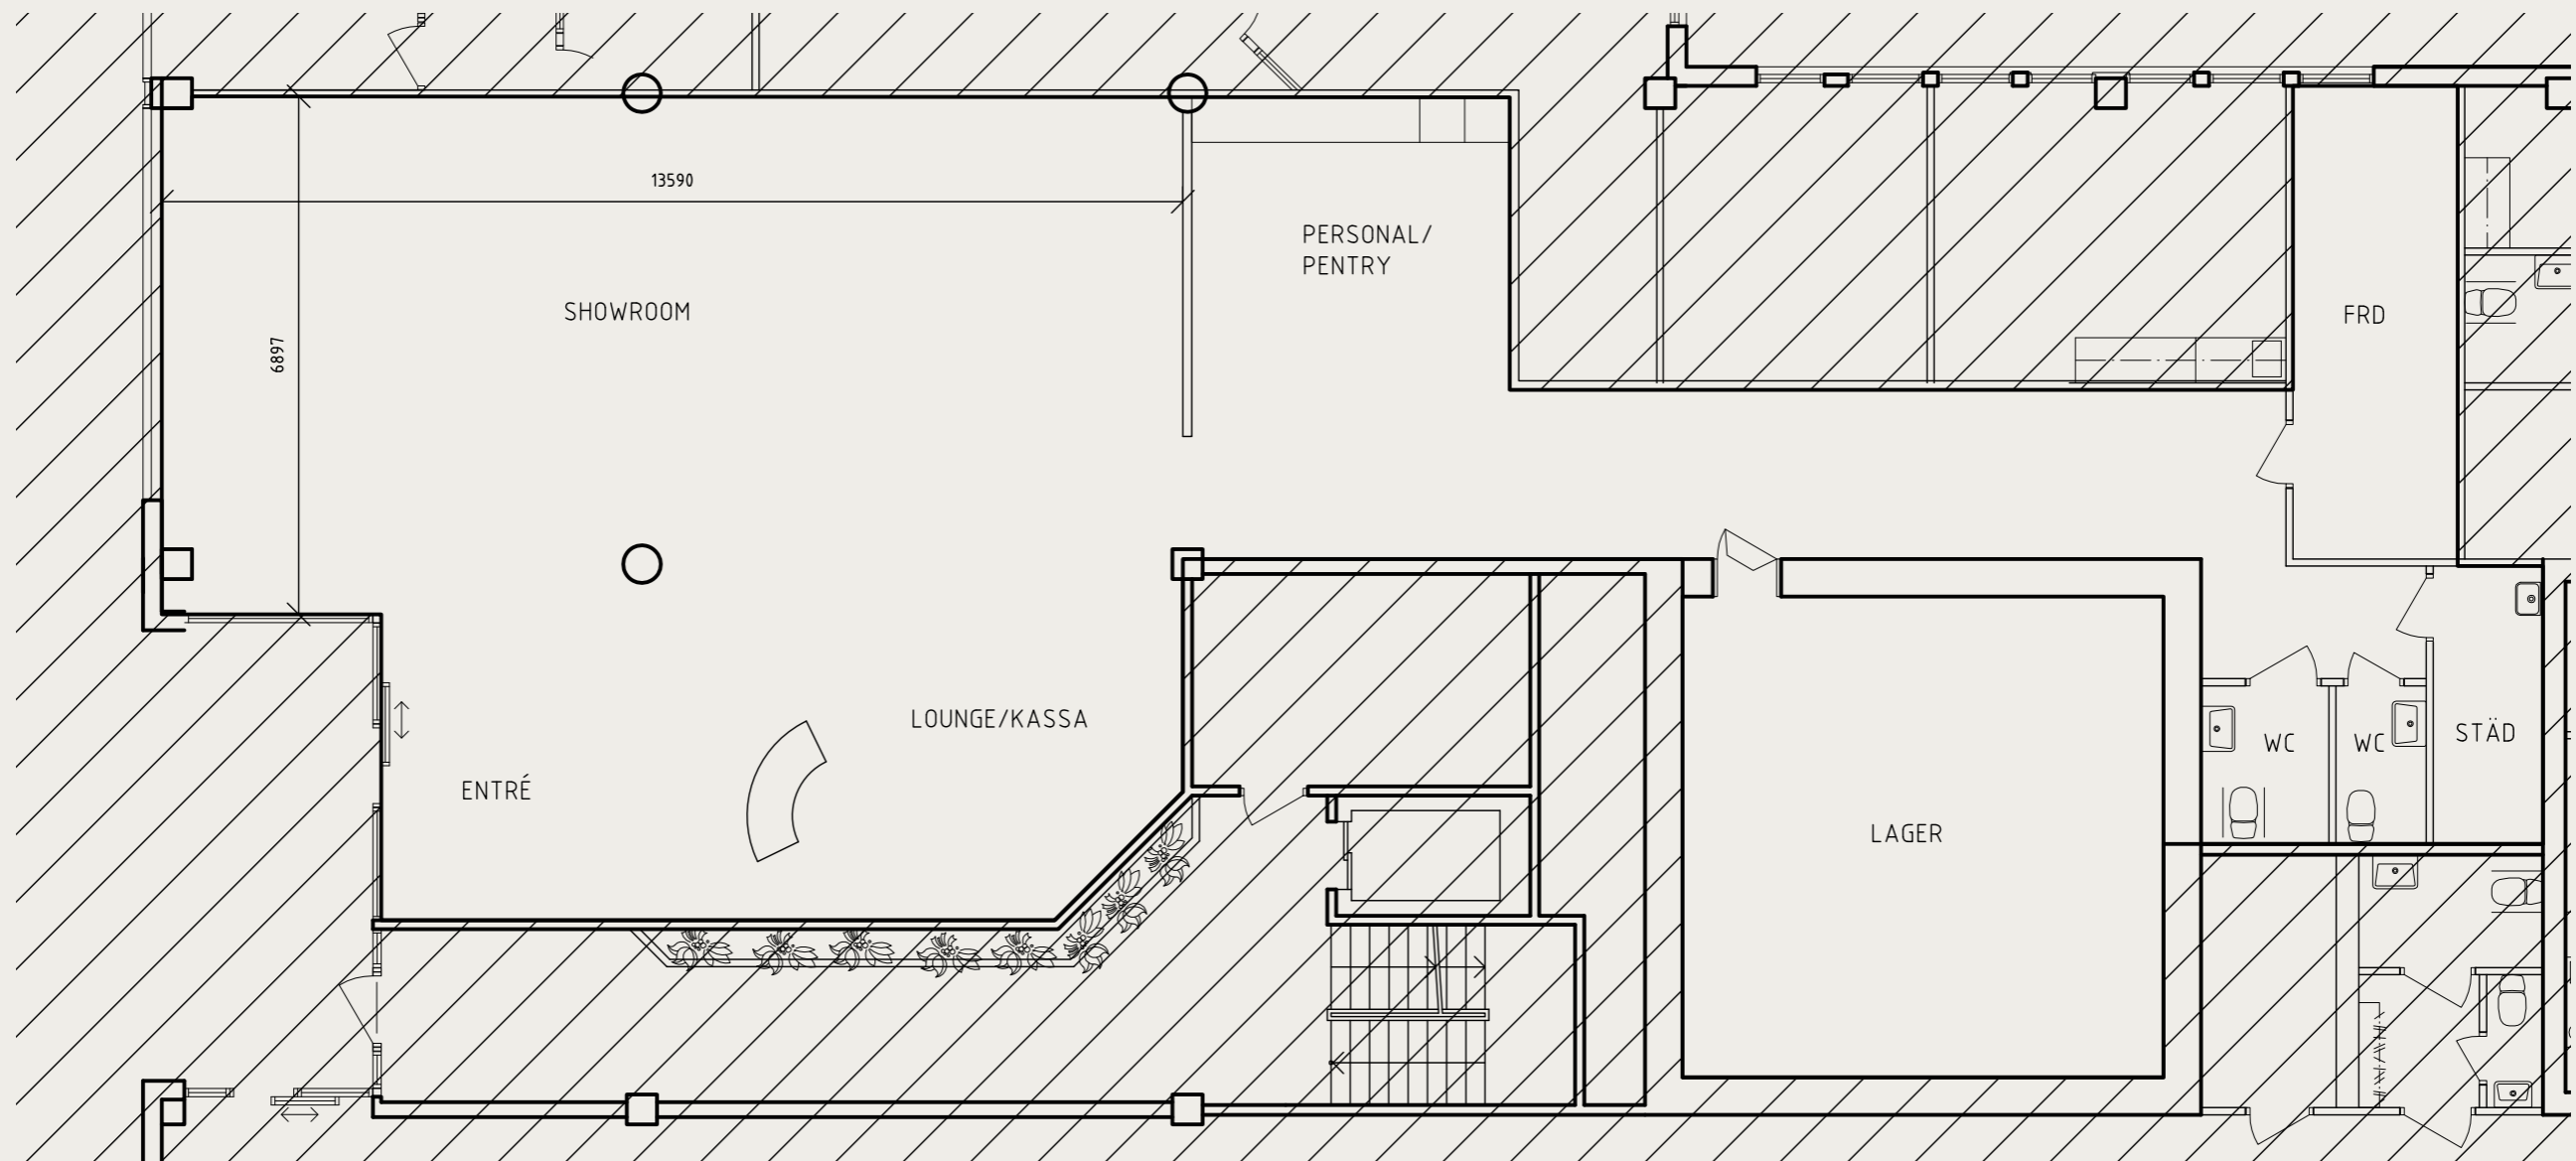 13590
PERSONAL/
PENTRY
SHOWROOM
FRD
6897
LOUNGE/KASSA
ENTRÉ
WC
WC
STÄD
LAGER